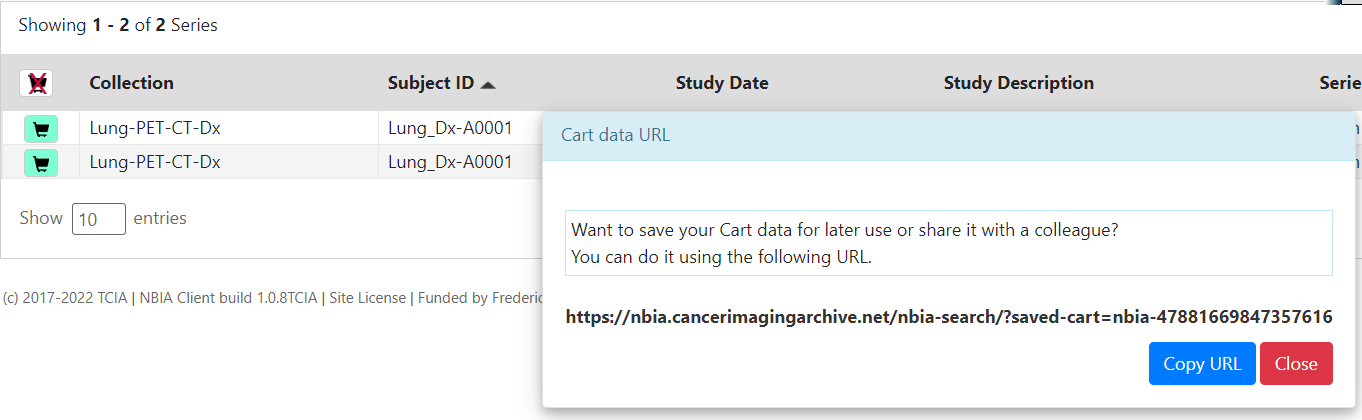 Showing 1 - 2 of 2 Series
Collection Subject ID Study Date Study Description
Lung-PET-CT-Dx Lung_Dx-A0001
Lung-PET-CT-Dx Lung_Dx-A0001
Show 10 entries
(c) 2017-2022 TCIA | NBIA Client build 1.0.8TCIA | Site License | Funded by
Cart data URL
Want to save your Cart data for later use or share it with a colleague?
You can do it using the following URL.
https://nbia.cancerimagingarchive.net/nbia-search/?saved-cart=nbia-47881669847357616
Copy URL Close